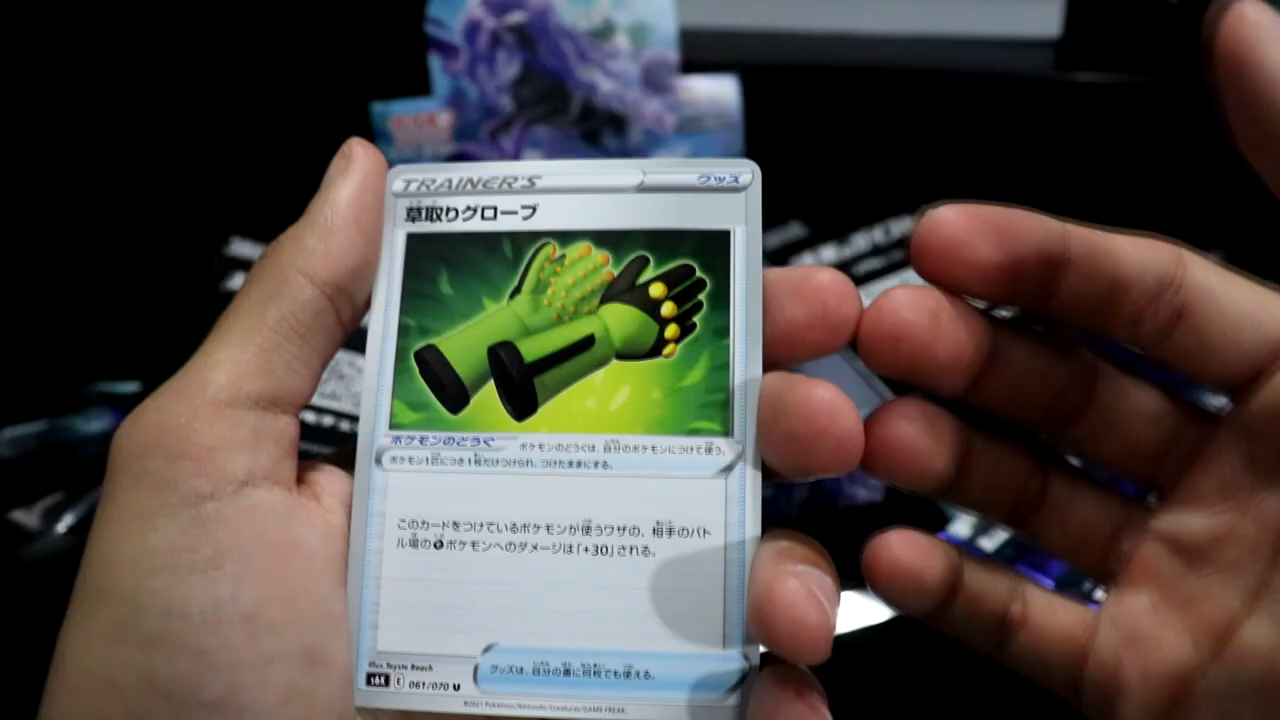 TRAINER'S グッズ
草取りグローブ
ポケモンのどうぐ ポケモンのどうぐは、自分のポケモンにつけて使う。
ポケモン1匹につき1枚だけつけられ、つけたままにする。
このカードをつけているポケモンが使うワザの、相手のバト
ル場のポケモンへのダメージは「+30」される。
Illus. Toyste Beach
グッズは、自分の番に何枚でも使える。
s6K E 061/070 U
©2021 Pokémon/Nintendo/Creatures/GAME FREAK.